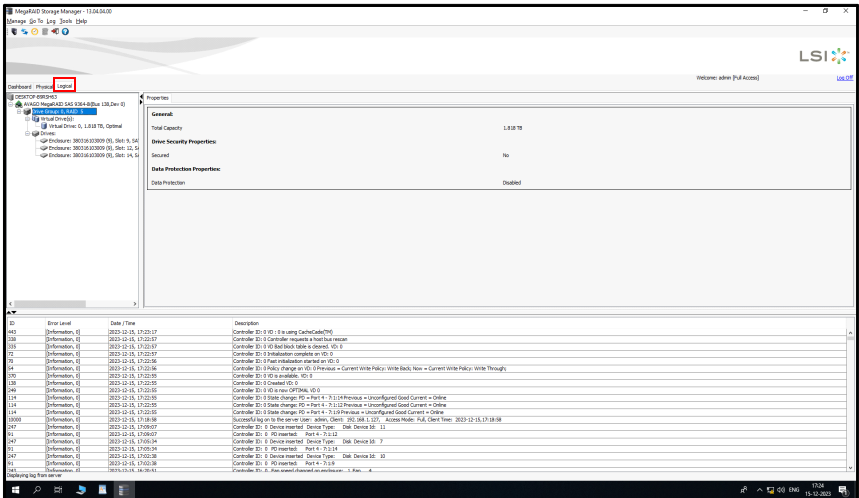 MegaRAID Storage Manager - 13.04.04.00
Manage Go To Log Tools Help
LSI
Welcome: admin [Full Access]
Log Off
Dashboard Physical Logical
DESKTOP-B9RSH63
AVAGO MegaRAID SAS 9364-8i(Bus 138,Dev 0)
Drive Group: 0, RAID 5
Virtual Drive(s):
Virtual Drive: 0, 1.818 TB, Optimal
Drives:
Enclosure: 380316103009 (9), Slot: 9, SA
Enclosure: 380316103009 (9), Slot: 12, S
Enclosure: 380316103009 (9), Slot: 14, S
Properties
General:
Total Capacity 1.818 TB
Drive Security Properties:
Secured No
Data Protection Properties:
Data Protection Disabled
ID Error Level Date / Time Description
443 [Information, 0] 2023-12-15, 17:23:17 Controller ID: 0 VD : 0 is using CacheCade(TM)
338 [Information, 0] 2023-12-15, 17:22:57 Controller ID: 0 Controller requests a host bus rescan
335 [Information, 0] 2023-12-15, 17:22:57 Controller ID: 0 VD Bad block table is cleared. VD: 0
72 [Information, 0] 2023-12-15, 17:22:57 Controller ID: 0 Initialization complete on VD: 0
70 [Information, 0] 2023-12-15, 17:22:56 Controller ID: 0 Fast initialization started on VD: 0
54 [Information, 0] 2023-12-15, 17:22:56 Controller ID: 0 Policy change on VD: 0 Previous = Current Write Policy: Write Back; Now = Current Write Policy: Write Through;
370 [Information, 0] 2023-12-15, 17:22:55 Controller ID: 0 VD is available. VD: 0
138 [Information, 0] 2023-12-15, 17:22:55 Controller ID: 0 Created VD: 0
249 [Information, 0] 2023-12-15, 17:22:55 Controller ID: 0 VD is now OPTIMAL VD 0
114 [Information, 0] 2023-12-15, 17:22:55 Controller ID: 0 State change: PD = Port 4 - 7:1:14 Previous = Unconfigured Good Current = Online
114 [Information, 0] 2023-12-15, 17:22:55 Controller ID: 0 State change: PD = Port 4 - 7:1:12 Previous = Unconfigured Good Current = Online
114 [Information, 0] 2023-12-15, 17:22:55 Controller ID: 0 State change: PD = Port 4 - 7:1:9 Previous = Unconfigured Good Current = Online
10000 [Information, 0] 2023-12-15, 17:18:58 Successful log on to the server User: admin, Client: 192.168.1.127, Access Mode: Full, Client Time: 2023-12-15,17:18:58
247 [Information, 0] 2023-12-15, 17:09:07 Controller ID: 0 Device inserted Device Type: Disk Device Id: 11
91 [Information, 0] 2023-12-15, 17:09:07 Controller ID: 0 PD inserted: Port 4 - 7:1:12
247 [Information, 0] 2023-12-15, 17:05:34 Controller ID: 0 Device inserted Device Type: Disk Device Id: 7
91 [Information, 0] 2023-12-15, 17:05:34 Controller ID: 0 PD inserted: Port 4 - 7:1:14
247 [Information, 0] 2023-12-15, 17:02:38 Controller ID: 0 Device inserted Device Type: Disk Device Id: 10
91 [Information, 0] 2023-12-15, 17:02:38 Controller ID: 0 PD inserted: Port 4 - 7:1:9
Displaying log from server
ENG
17:24
15-12-2023